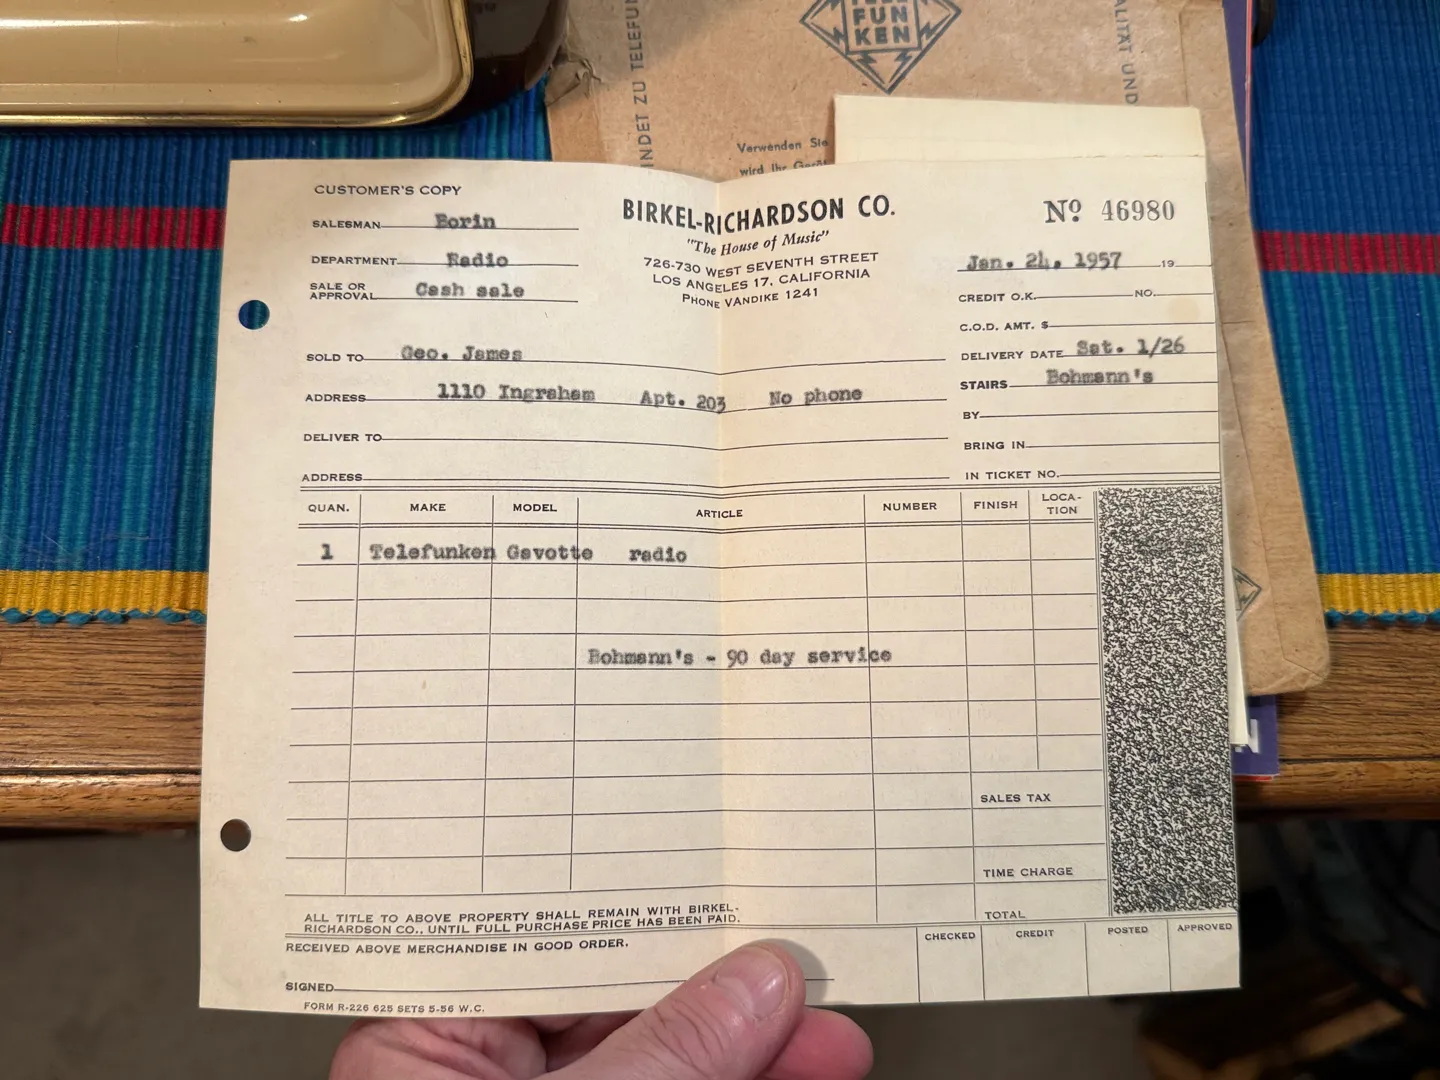 FUN
KEN
INDET ZU TELEFUN
ALITÄT UND
Verwenden Sie
wird Ihr Gerät
CUSTOMER'S COPY
SALESMAN Borin
DEPARTMENT Radio
SALE OR APPROVAL Cash sale
BIRKEL-RICHARDSON CO.
"The House of Music"
726-730 WEST SEVENTH STREET
LOS ANGELES 17, CALIFORNIA
PHONE VANDIKE 1241
Nº 46980
Jan. 24, 1957 19
CREDIT O.K. NO.
C.O.D. AMT. $
DELIVERY DATE Sat. 1/26
STAIRS Bohmann's
BY
BRING IN
IN TICKET NO.
SOLD TO Geo. James
ADDRESS 1110 Ingraham Apt. 203 No phone
DELIVER TO
ADDRESS
QUAN. MAKE MODEL ARTICLE NUMBER FINISH LOCA-TION
1 Telefunken Gavotte radio
Bohmann's - 90 day service
SALES TAX
TIME CHARGE
TOTAL
ALL TITLE TO ABOVE PROPERTY SHALL REMAIN WITH BIRKEL-
RICHARDSON CO., UNTIL FULL PURCHASE PRICE HAS BEEN PAID.
RECEIVED ABOVE MERCHANDISE IN GOOD ORDER.
CHECKED CREDIT POSTED APPROVED
SIGNED
FORM R-226 625 SETS 5-56 W.C.